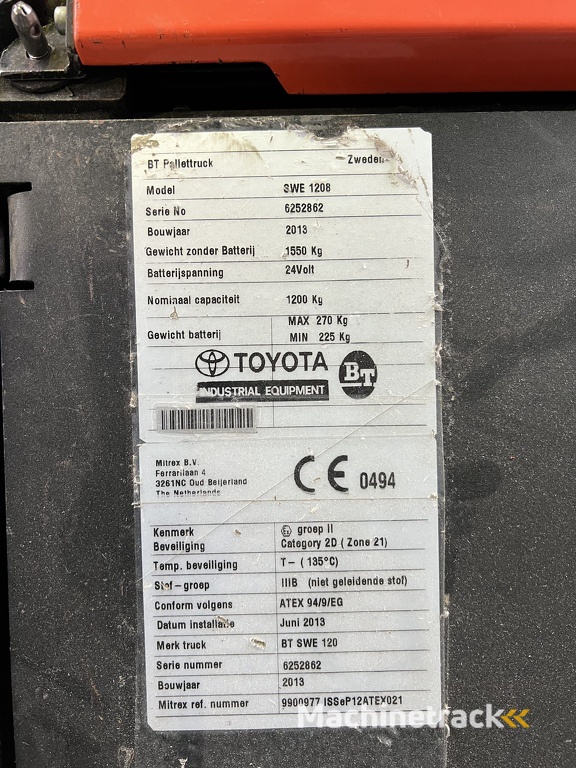 BT Pallettruck Zweden
Model SWE 1208
Serie No 6252862
Bouwjaar 2013
Gewicht zonder Batterij 1550 Kg
Batterijspanning 24Volt
Nominaal capaciteit 1200 Kg
MAX 270 Kg
Gewicht batterij MIN 225 Kg
TOYOTA BT
INDUSTRIAL EQUIPMENT
Mitrex B.V.
Ferrarilaan 4
3261NC Oud Beijerland
The Netherlands
CE 0494
Kenmerk Ex groep II
Beveiliging Category 2D ( Zone 21)
Temp. beveiliging T- ( 135°C)
Stof-groep IIIB (niet geleidende stof)
Conform volgens ATEX 94/9/EG
Datum installatie Juni 2013
Merk truck BT SWE 120
Serie nummer 6252862
Bouwjaar 2013
Mitrex ref. nummer 9900977 ISSeP12ATEX021
Machinetrack